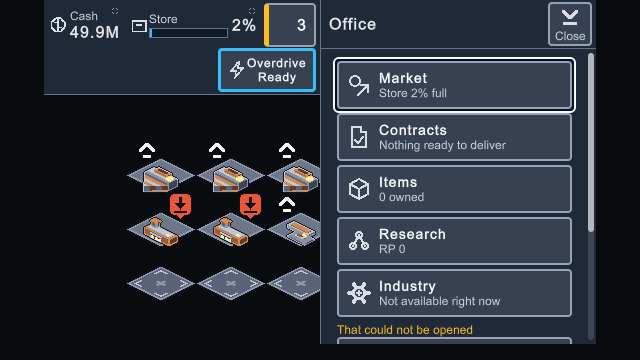 Cash
49.9M
Store
2%
3
Overdrive
Ready
Office
Close
Market
Store 2% full
Contracts
Nothing ready to deliver
Items
0 owned
Research
RP 0
Industry
Not available right now
That could not be opened